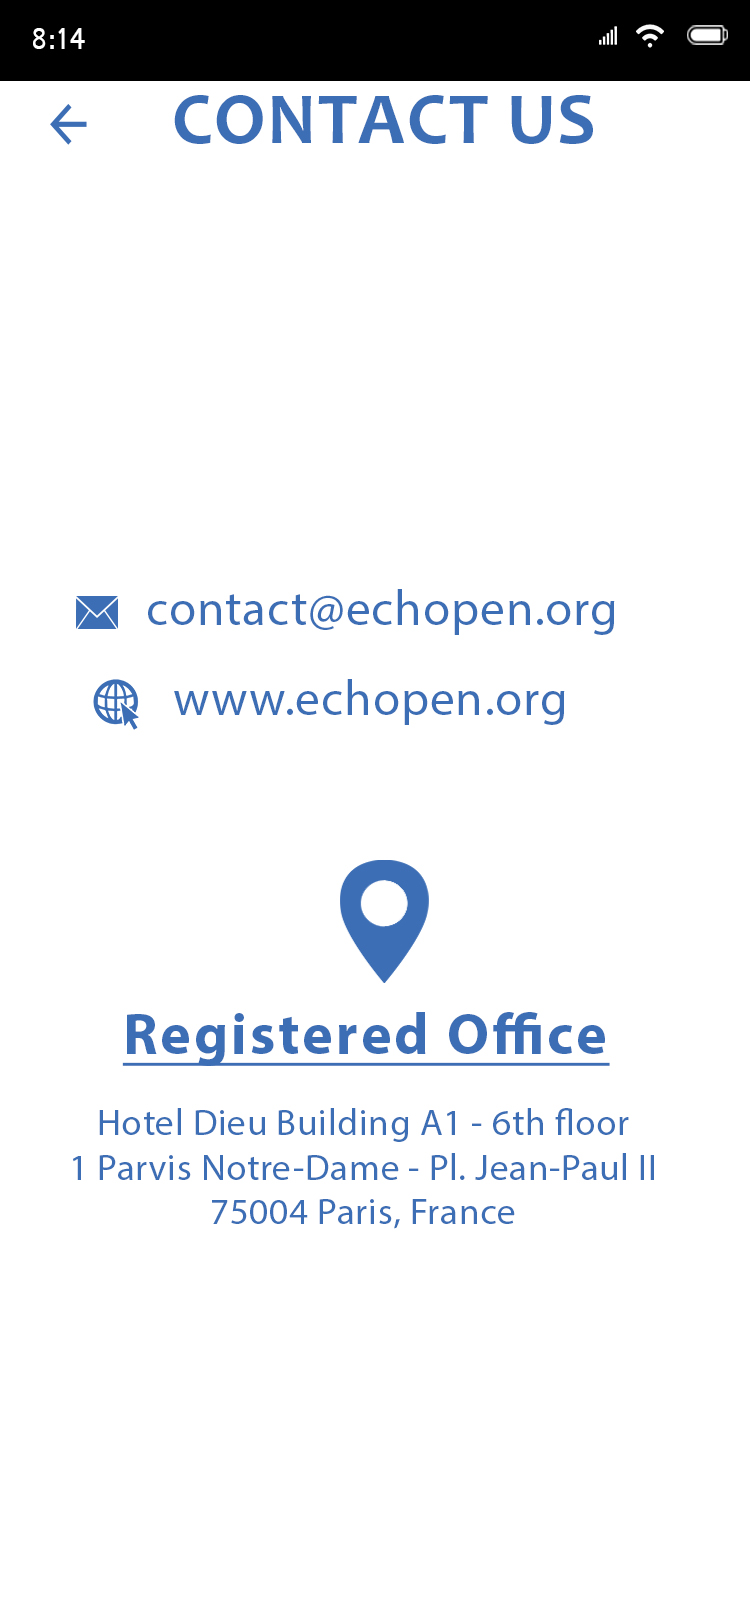 8:14
CONTACT US
contact@echopen.org
www.echopen.org
Registered Office
Hotel Dieu Building A1 - 6th floor
1 Parvis Notre-Dame - Pl. Jean-Paul II
75004 Paris, France